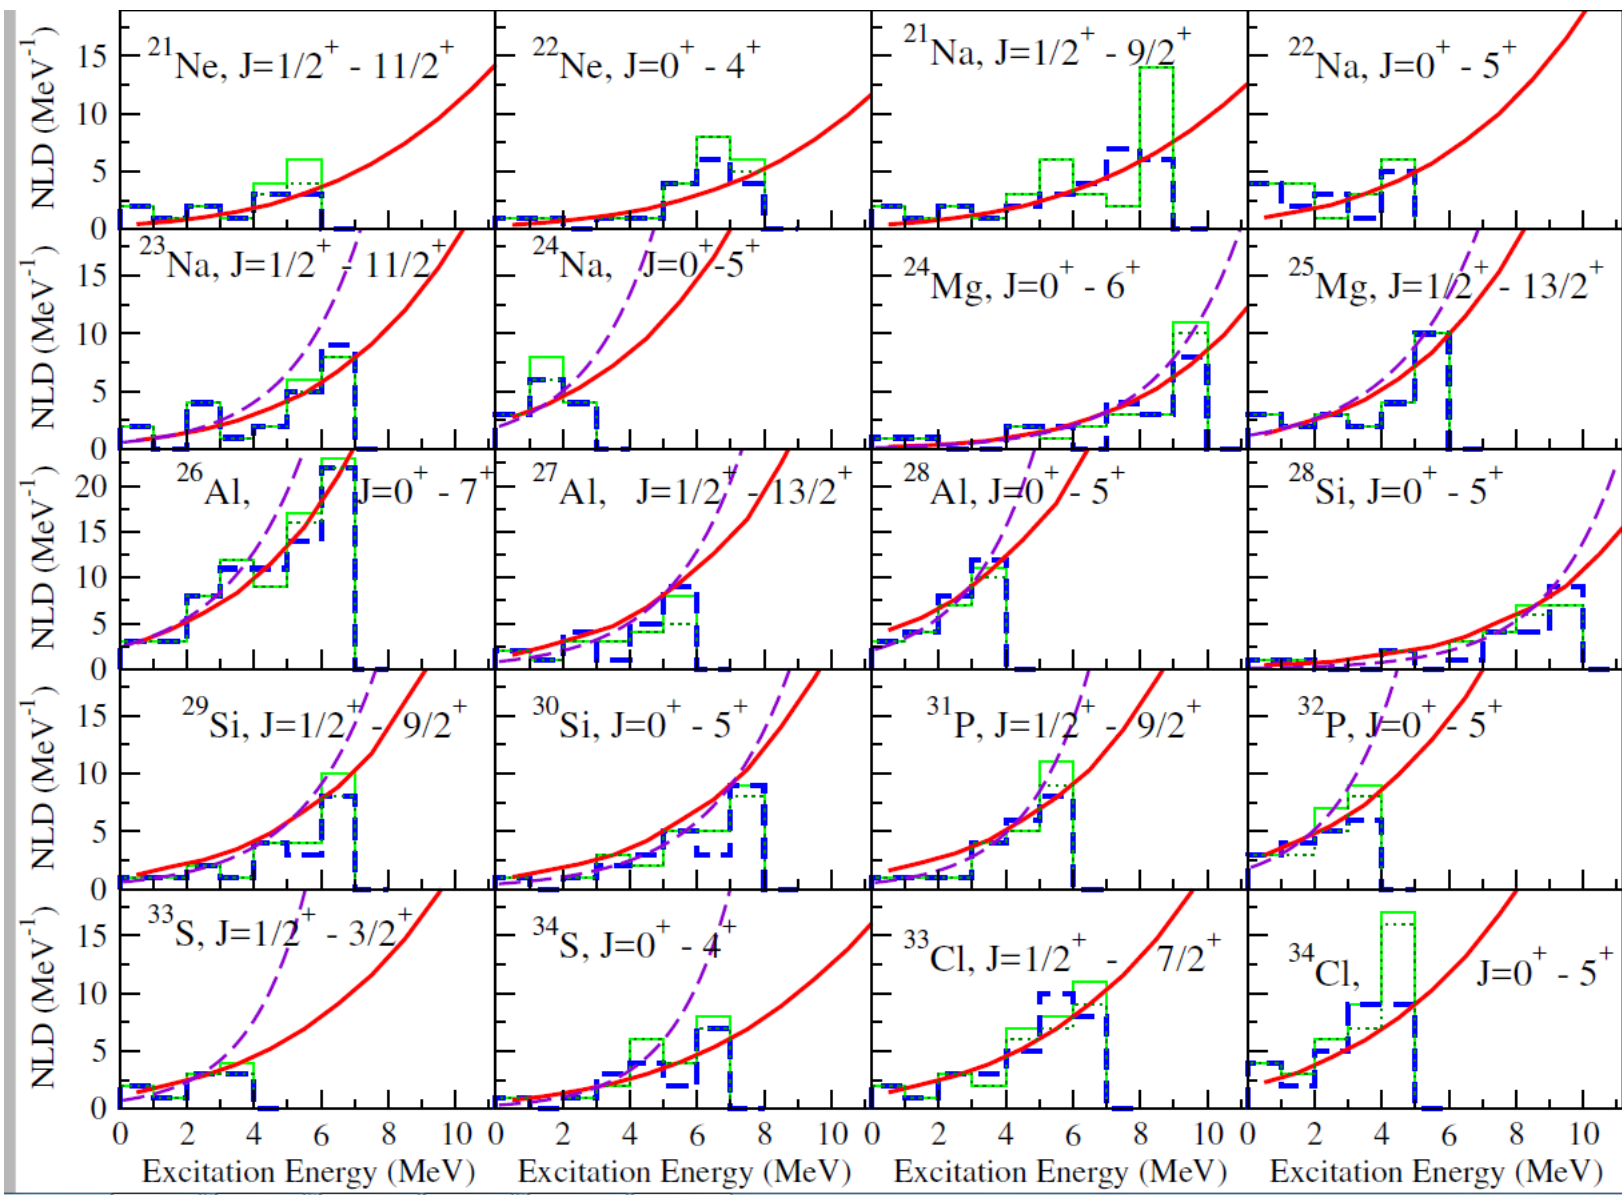 NLD (MeV⁻¹)
15
10
5
0
²¹Ne, J=1/2⁺ - 11/2⁺
²²Ne, J=0⁺ - 4⁺
²¹Na, J=1/2⁺ - 9/2⁺
²²Na, J=0⁺ - 5⁺
NLD (MeV⁻¹)
15
10
5
0
²³Na, J=1/2⁺ - 11/2⁺
²⁴Na, J=0⁺-5⁺
²⁴Mg, J=0⁺ - 6⁺
²⁵Mg, J=1/2⁺ - 13/2⁺
NLD (MeV⁻¹)
20
15
10
5
0
²⁶Al, J=0⁺ - 7⁺
²⁷Al, J=1/2⁺ - 13/2⁺
²⁸Al, J=0⁺ - 5⁺
²⁸Si, J=0⁺ - 5⁺
NLD (MeV⁻¹)
15
10
5
0
²⁹Si, J=1/2⁺ - 9/2⁺
³⁰Si, J=0⁺ - 5⁺
³¹P, J=1/2⁺ - 9/2⁺
³²P, J=0⁺ - 5⁺
NLD (MeV⁻¹)
15
10
5
0
³³S, J=1/2⁺ - 3/2⁺
³⁴S, J=0⁺ - 4⁺
³³Cl, J=1/2⁺ - 7/2⁺
³⁴Cl, J=0⁺ - 5⁺
0 2 4 6 8 10 0 2 4 6 8 10 0 2 4 6 8 10 0 2 4 6 8 10
Excitation Energy (MeV) Excitation Energy (MeV) Excitation Energy (MeV) Excitation Energy (MeV)